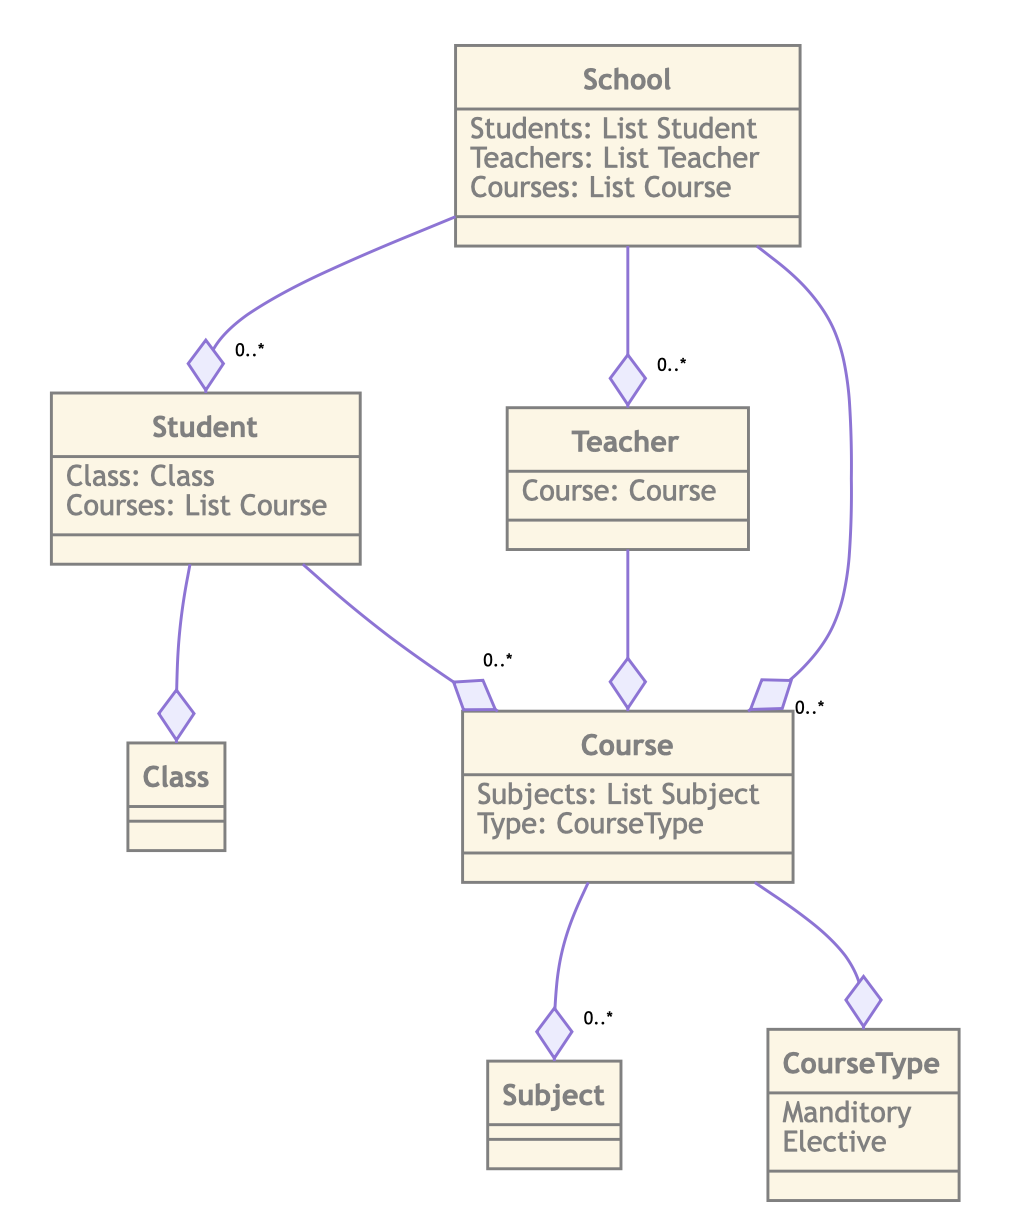 School
Students: List Student
Teachers: List Teacher
Courses: List Course
0..*
0..*
Student
Class: Class
Courses: List Course
Teacher
Course: Course
0..*
0..*
Class
Course
Subjects: List Subject
Type: CourseType
0..*
Subject
CourseType
Manditory
Elective